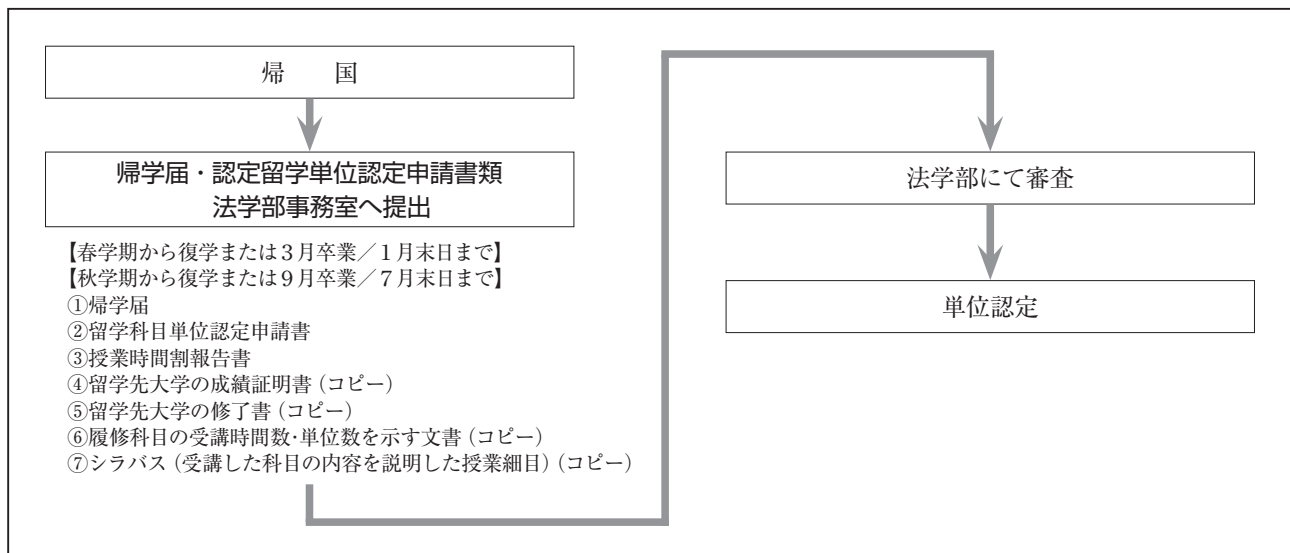 帰　　国
帰学届・認定留学単位認定申請書類
法学部事務室へ提出
【春学期から復学または３月卒業／１月末日まで】
【秋学期から復学または９月卒業／７月末日まで】
①帰学届
②留学科目単位認定申請書
③授業時間割報告書
④留学先大学の成績証明書（コピー）
⑤留学先大学の修了書（コピー）
⑥履修科目の受講時間数・単位数を示す文書（コピー）
⑦シラバス（受講した科目の内容を説明した授業細目）（コピー）
法学部にて審査
単位認定